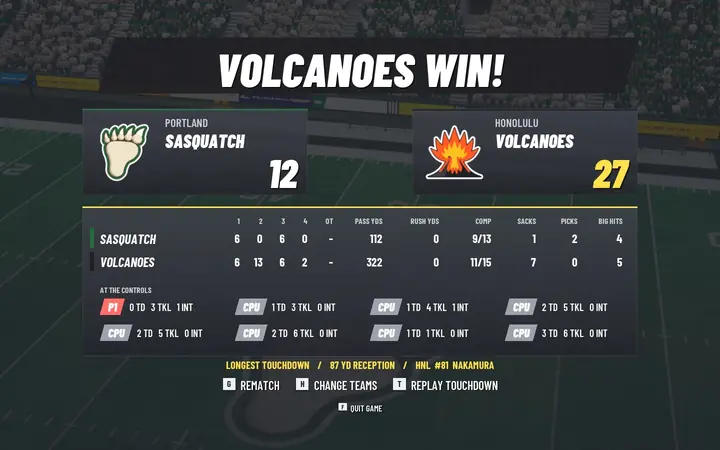 VOLCANOES WIN!
PORTLAND
SASQUATCH
12
HONOLULU
VOLCANOES
27
1 2 3 4 OT PASS YDS RUSH YDS COMP SACKS PICKS BIG HITS
SASQUATCH 6 0 6 0 - 112 0 9/13 1 2 4
VOLCANOES 6 13 6 2 - 322 0 11/15 7 0 5
AT THE CONTROLS
P1 0 TD 3 TKL 1 INT CPU 1 TD 3 TKL 0 INT CPU 1 TD 4 TKL 1 INT CPU 2 TD 5 TKL 0 INT
CPU 2 TD 5 TKL 0 INT CPU 2 TD 6 TKL 0 INT CPU 1 TD 1 TKL 0 INT CPU 3 TD 6 TKL 0 INT
LONGEST TOUCHDOWN / 87 YD RECEPTION / HNL #81 NAKAMURA
G REMATCH H CHANGE TEAMS T REPLAY TOUCHDOWN
F QUIT GAME